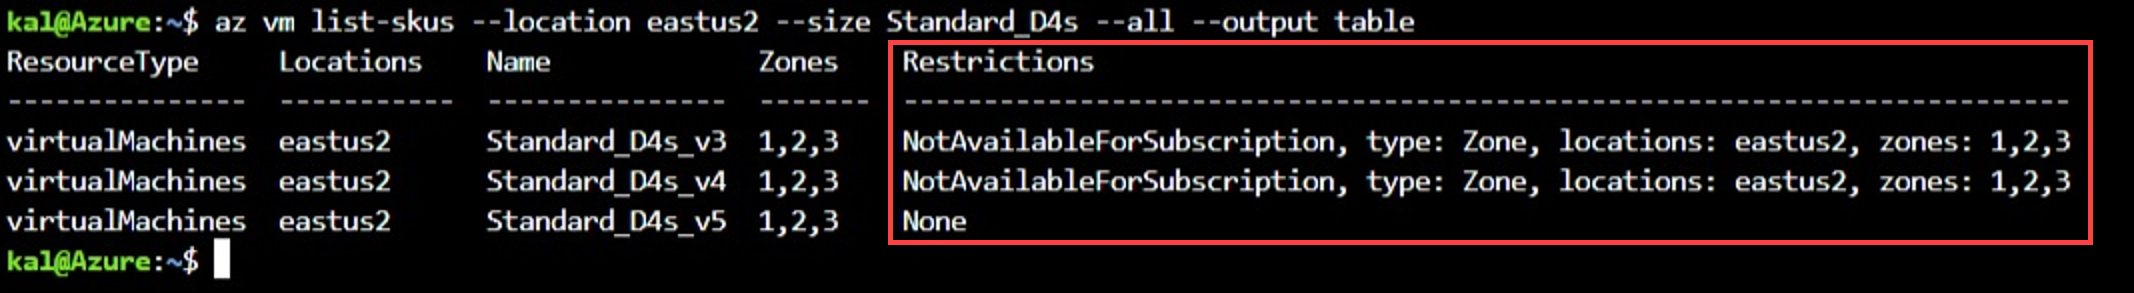 kal@Azure:~$ az vm list-skus --location eastus2 --size Standard_D4s --all --output table
ResourceType    Locations    Name             Zones    Restrictions
---------------  -----------  ---------------  -------  -------------------------------------------------------------------------
virtualMachines  eastus2      Standard_D4s_v3  1,2,3    NotAvailableForSubscription, type: Zone, locations: eastus2, zones: 1,2,3
virtualMachines  eastus2      Standard_D4s_v4  1,2,3    NotAvailableForSubscription, type: Zone, locations: eastus2, zones: 1,2,3
virtualMachines  eastus2      Standard_D4s_v5  1,2,3    None
kal@Azure:~$